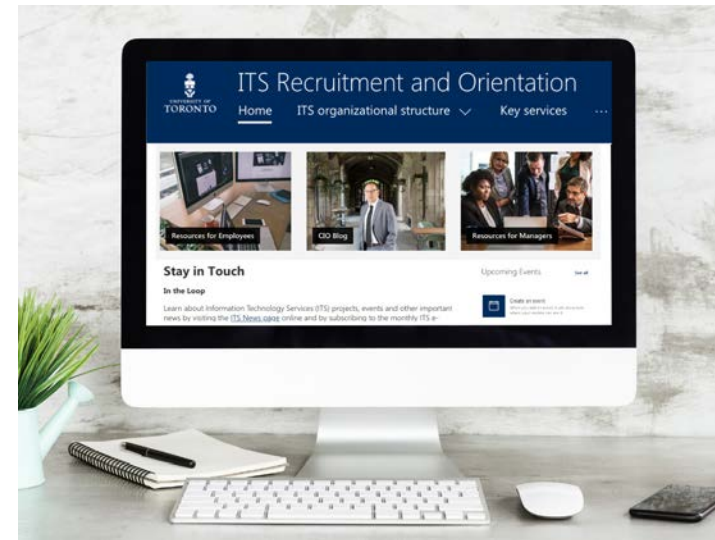 ITS Recruitment and Orientation
UNIVERSITY OF
TORONTO
Home ITS organizational structure Key services ...
Resources for Employees
CIO Blog
Resources for Managers
Stay in Touch
Upcoming Events See all
In the Loop
Create an event
Learn about Information Technology Services (ITS) projects, events and other important
news by visiting the ITS News page online and by subscribing to the monthly ITS e-